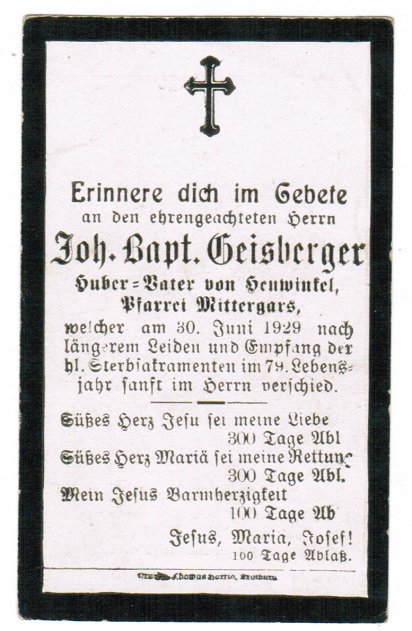 Erinnere dich im Gebete
an den ehrengeachteten Herrn
Joh. Bapt. Geisberger
Huber=Vater von Heuwinkel,
Pfarrei Mittergars,
welcher am 30. Juni 1929 nach
längerem Leiden und Empfang der
hl. Sterbsakramenten im 79. Lebens-
jahr sanft im Herrn verschied.
Süßes Herz Jesu sei meine Liebe
300 Tage Abl
Süßes Herz Mariä sei meine Rettung
300 Tage Abl.
Mein Jesus Barmherzigkeit
100 Tage Ab
Jesus, Maria, Josef!
100 Tage Ablaß.
Thomas